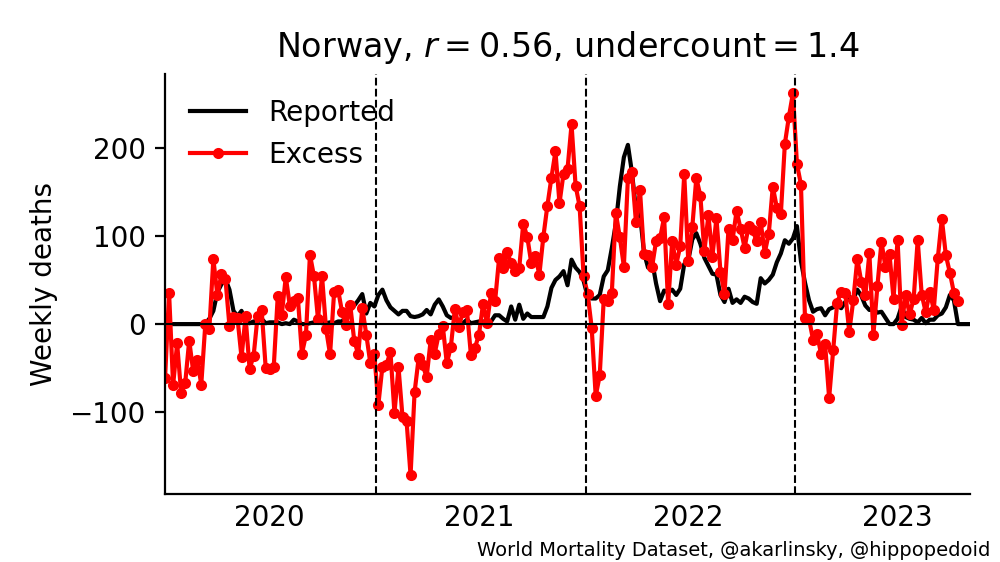 Norway, r = 0.56, undercount = 1.4
Reported
Excess
Weekly deaths
200
100
0
−100
2020 2021 2022 2023
World Mortality Dataset, @akarlinsky, @hippopedoid